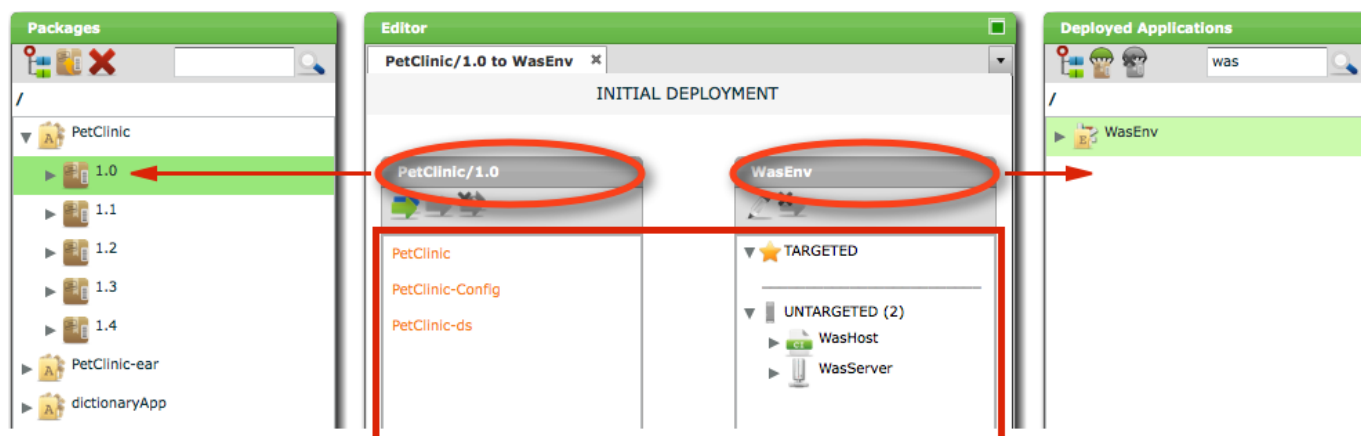 Packages
/
PetClinic
1.0
1.1
1.2
1.3
1.4
PetClinic-ear
dictionaryApp
Editor
PetClinic/1.0 to WasEnv
INITIAL DEPLOYMENT
PetClinic/1.0
PetClinic
PetClinic-Config
PetClinic-ds
WasEnv
TARGETED
UNTARGETED (2)
WasHost
WasServer
Deployed Applications
was
/
WasEnv